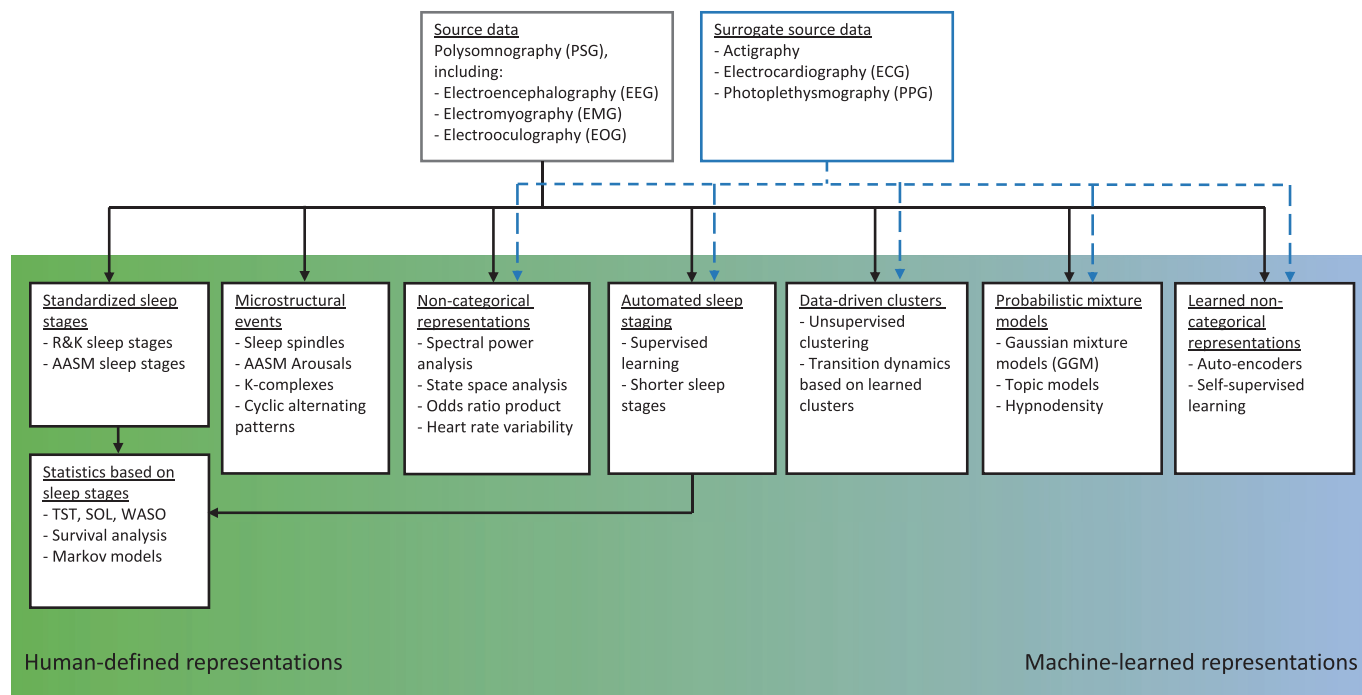 Source data
Polysomnography (PSG),
including:
- Electroencephalography (EEG)
- Electromyography (EMG)
- Electrooculography (EOG)
Surrogate source data
- Actigraphy
- Electrocardiography (ECG)
- Photoplethysmography (PPG)
Standardized sleep
stages
- R&K sleep stages
- AASM sleep stages
Microstructural
events
- Sleep spindles
- AASM Arousals
- K-complexes
- Cyclic alternating
patterns
Non-categorical
representations
- Spectral power
analysis
- State space analysis
- Odds ratio product
- Heart rate variability
Automated sleep
staging
- Supervised
learning
- Shorter sleep
stages
Data-driven clusters
- Unsupervised
clustering
- Transition dynamics
based on learned
clusters
Probabilistic mixture
models
- Gaussian mixture
models (GGM)
- Topic models
- Hypnodensity
Learned non-
categorical
representations
- Auto-encoders
- Self-supervised
learning
Statistics based on
sleep stages
- TST, SOL, WASO
- Survival analysis
- Markov models
Human-defined representations
Machine-learned representations